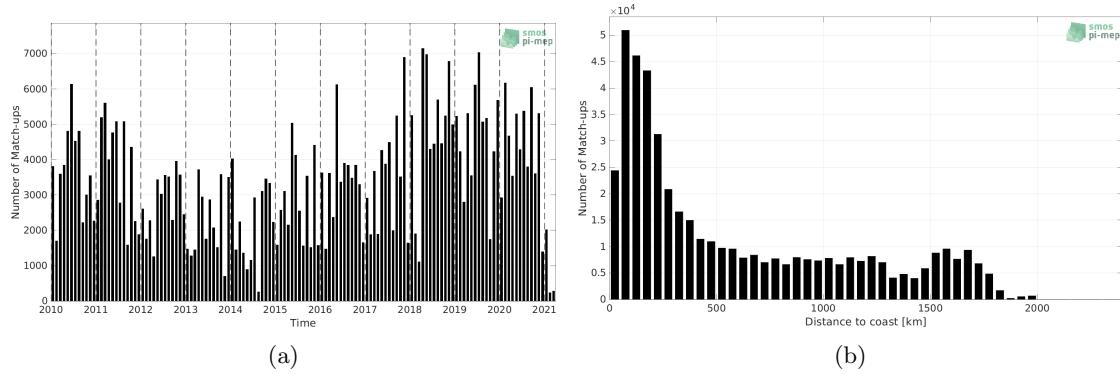 smos
pi-mep
7000
6000
5000
4000
3000
2000
1000
0
Number of Match-ups
2010 2011 2012 2013 2014 2015 2016 2017 2018 2019 2020 2021
Time
(a)
×10⁴
smos
pi-mep
5
4.5
4
3.5
3
2.5
2
1.5
1
0.5
0
Number of Match-ups
0 500 1000 1500 2000
Distance to coast [km]
(b)